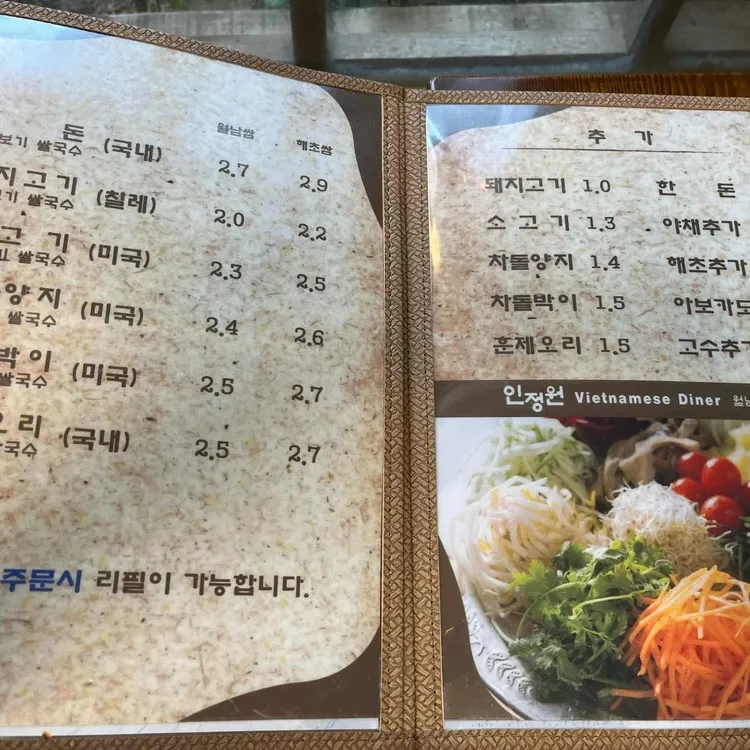 월남쌈 해초쌈
돈 (국내) 2.7 2.9
보기 쌀국수
지고기 (칠레) 2.0 2.2
기 쌀국수
고기 (미국) 2.3 2.5
쌀국수
양지 (미국) 2.4 2.6
쌀국수
박이 (미국) 2.5 2.7
쌀국수
오리 (국내) 2.5 2.7
국수
주문시 리필이 가능합니다.
추가
돼지고기 1.0 한돈
소고기 1.3 야채추가
차돌양지 1.4 해초추가
차돌박이 1.5 아보카도
훈제오리 1.5 고수추가
인정원 Vietnamese Diner 월남